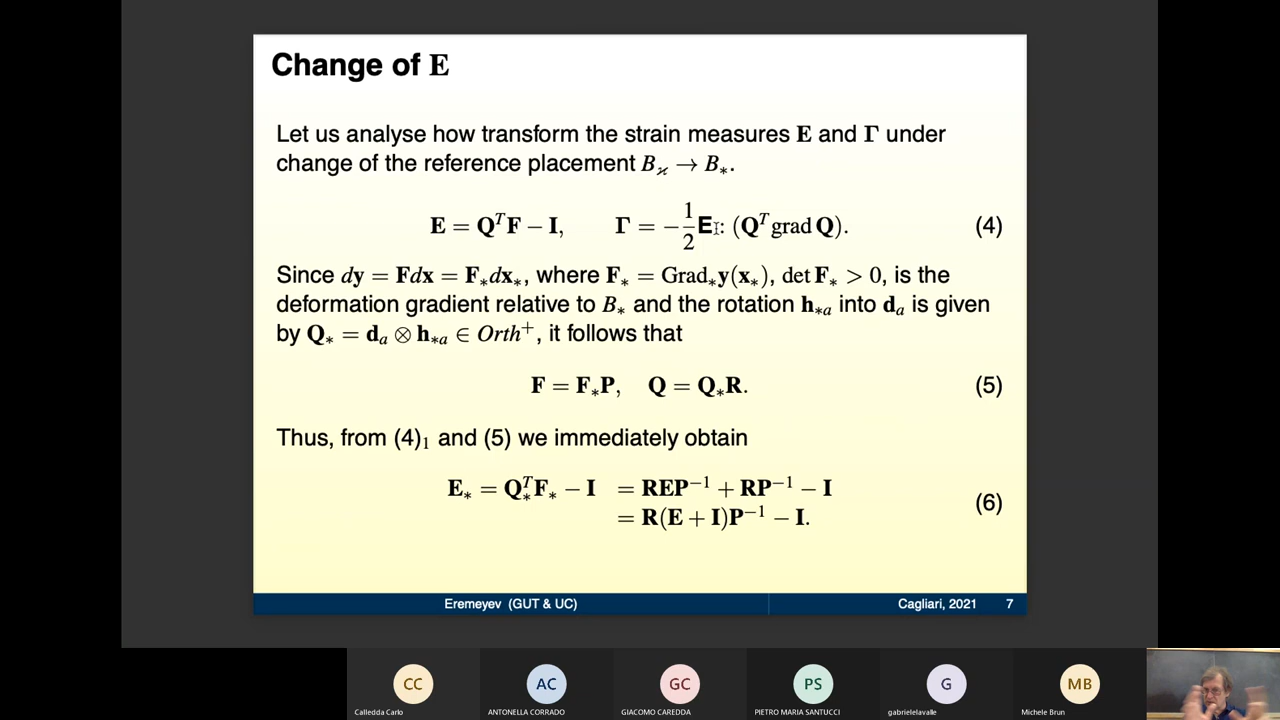 Change of E
Let us analyse how transform the strain measures E and Γ under
change of the reference placement B_ϰ → B_*.
E = Q^T F − I, Γ = −1/2 E : (Q^T grad Q). (4)
Since dy = Fdx = F_*dx_*, where F_* = Grad_*y(x_*), det F_* > 0, is the
deformation gradient relative to B_* and the rotation h_*a into d_a is given
by Q_* = d_a ⊗ h_*a ∈ Orth^+, it follows that
F = F_*P, Q = Q_*R. (5)
Thus, from (4)_1 and (5) we immediately obtain
E_* = Q_*^T F_* − I = REP^−1 + RP^−1 − I
= R(E + I)P^−1 − I. (6)
Eremeyev (GUT & UC) Cagliari, 2021 7
CC AC GC PS G MB
Calledda Carlo ANTONELLA CORRADO GIACOMO CAREDDA PIETRO MARIA SANTUCCI gabrielelavalle Michele Brun